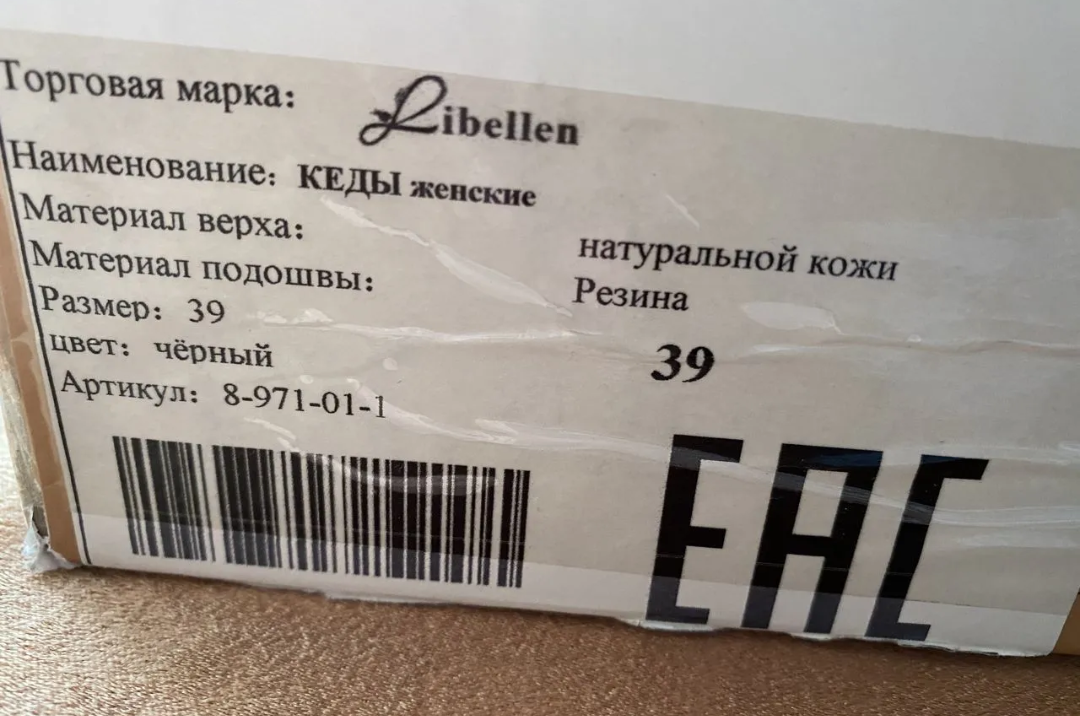 Торговая марка: Libellen
Наименование: КЕДЫ женские
Материал верха: натуральной кожи
Материал подошвы: Резина
Размер: 39 39
цвет: чёрный
Артикул: 8-971-01-1
EAC